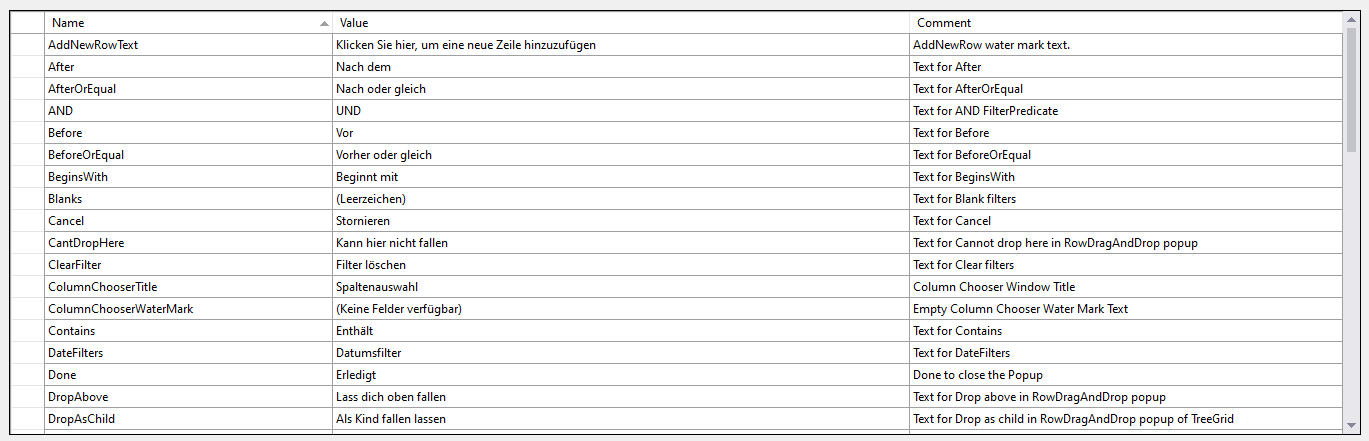 Name Value Comment
AddNewRowText Klicken Sie hier, um eine neue Zeile hinzuzufügen AddNewRow water mark text.
After Nach dem Text for After
AfterOrEqual Nach oder gleich Text for AfterOrEqual
AND UND Text for AND FilterPredicate
Before Vor Text for Before
BeforeOrEqual Vorher oder gleich Text for BeforeOrEqual
BeginsWith Beginnt mit Text for BeginsWith
Blanks (Leerzeichen) Text for Blank filters
Cancel Stornieren Text for Cancel
CantDropHere Kann hier nicht fallen Text for Cannot drop here in RowDragAndDrop popup
ClearFilter Filter löschen Text for Clear filters
ColumnChooserTitle Spaltenauswahl Column Chooser Window Title
ColumnChooserWaterMark (Keine Felder verfügbar) Empty Column Chooser Water Mark Text
Contains Enthält Text for Contains
DateFilters Datumsfilter Text for DateFilters
Done Erledigt Done to close the Popup
DropAbove Lass dich oben fallen Text for Drop above in RowDragAndDrop popup
DropAsChild Als Kind fallen lassen Text for Drop as child in RowDragAndDrop popup of TreeGrid